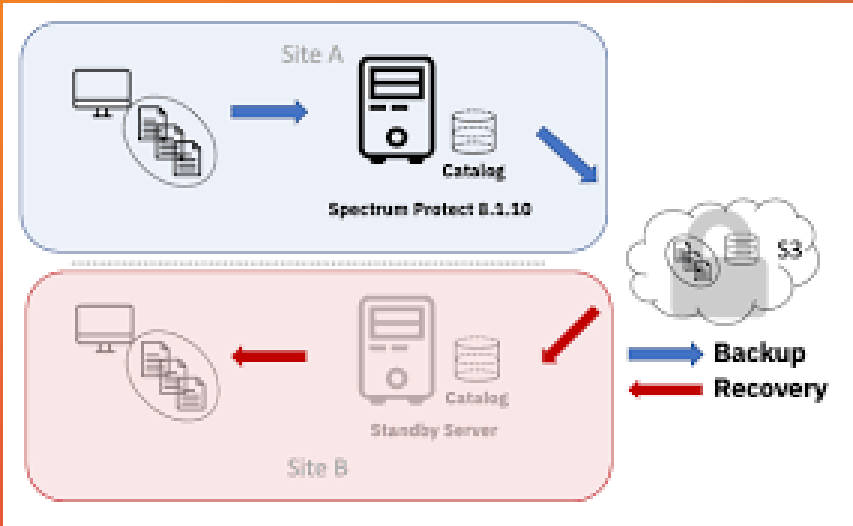 Site A
Catalog
Spectrum Protect 8.1.10
S3
Backup
Recovery
Catalog
Standby Server
Site B